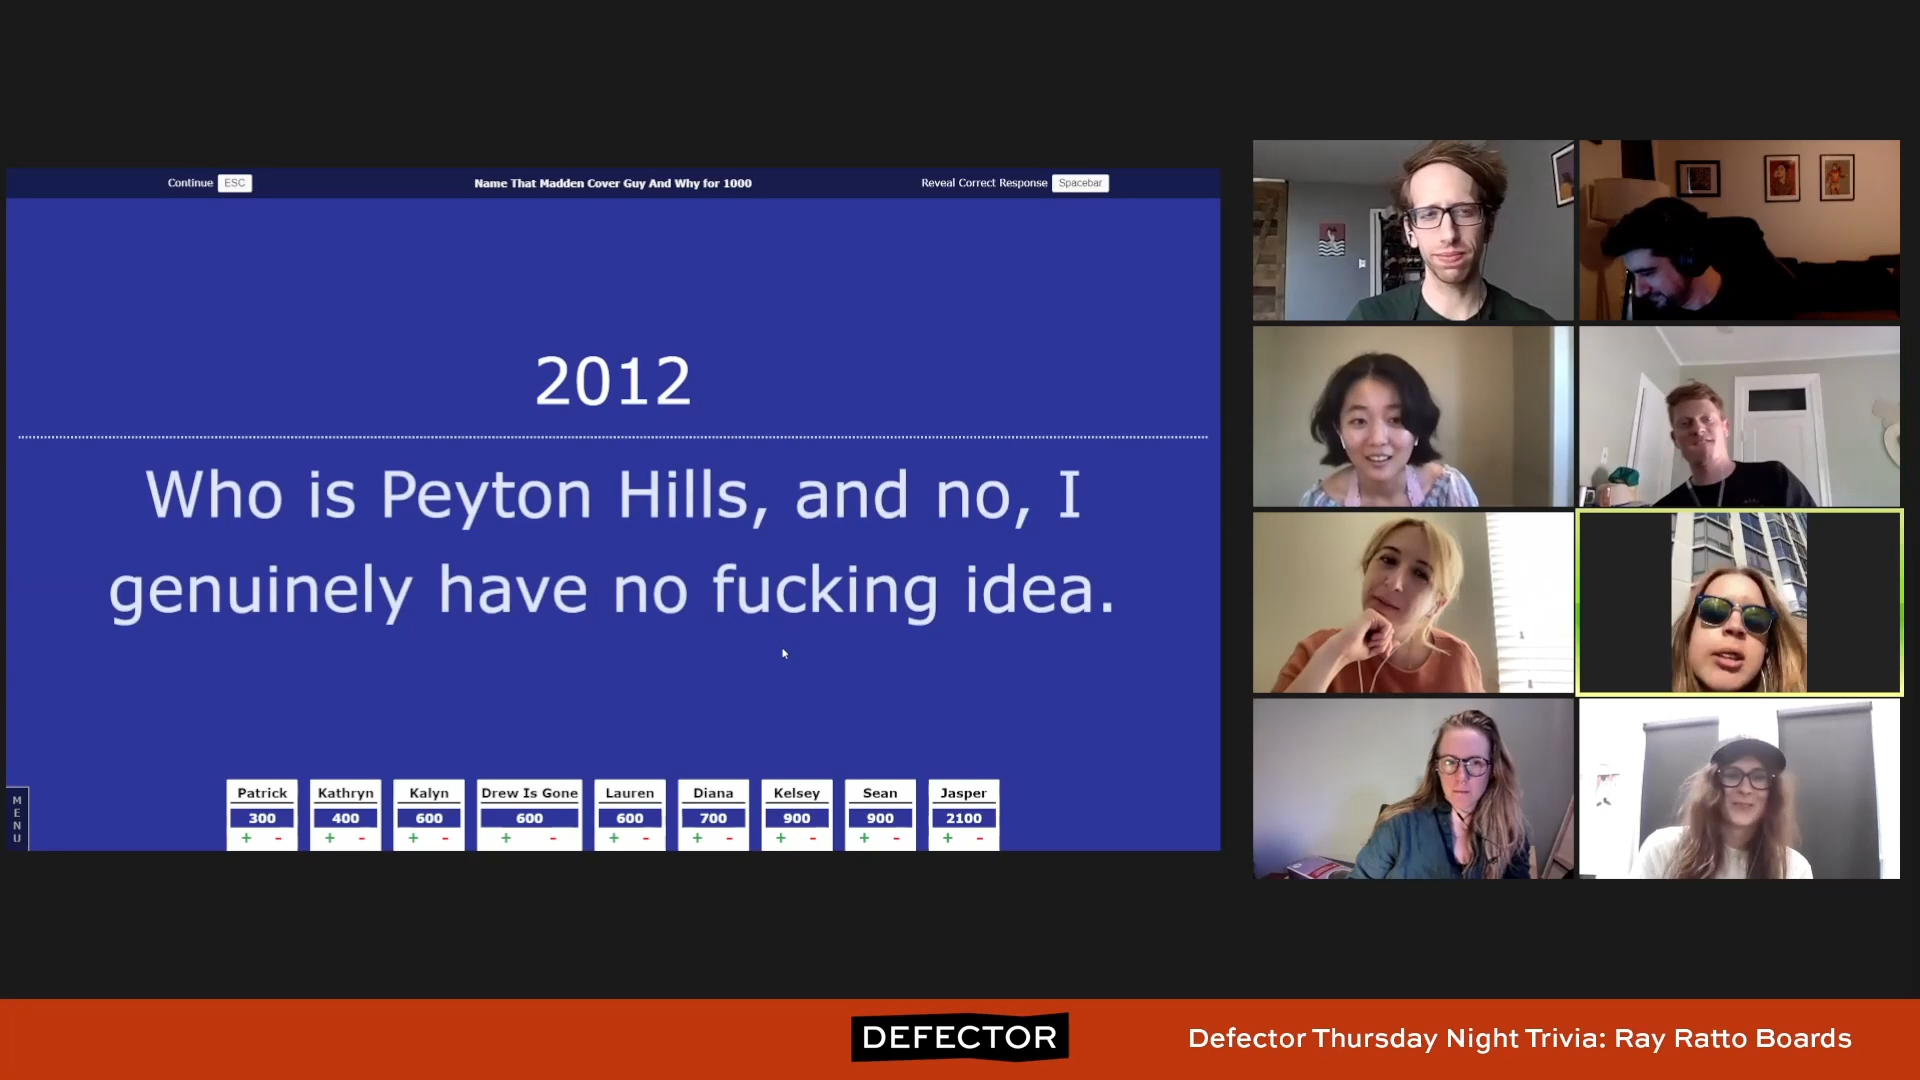 Continue ESC
Name That Madden Cover Guy And Why for 1000
Reveal Correct Response Spacebar
2012
Who is Peyton Hills, and no, I
genuinely have no fucking idea.
MENU
Patrick Kathryn Kalyn Drew Is Gone Lauren Diana Kelsey Sean Jasper
300 400 600 600 600 700 900 900 2100
+ - + - + - + - + - + - + - + - + -
DEFECTOR
Defector Thursday Night Trivia: Ray Ratto Boards